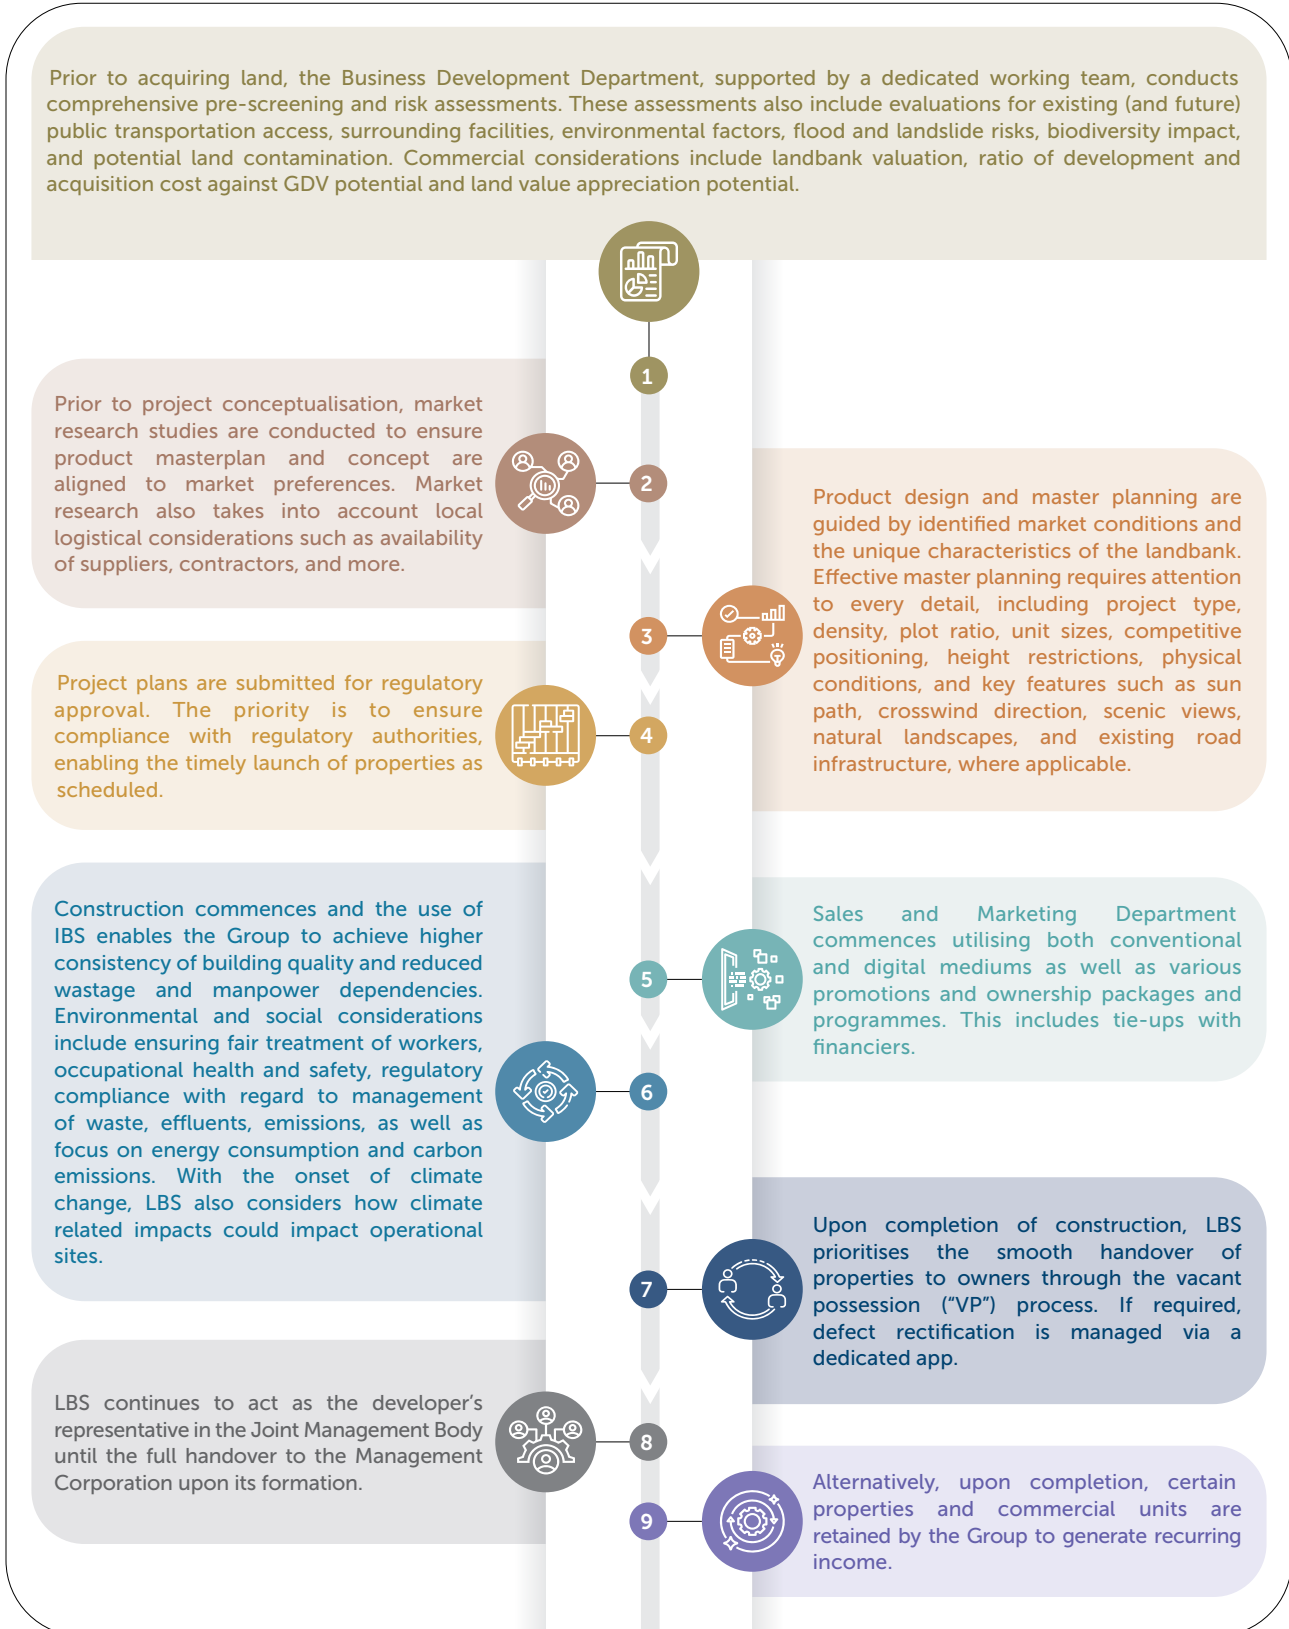 Prior to acquiring land, the Business Development Department, supported by a dedicated working team, conducts
comprehensive pre-screening and risk assessments. These assessments also include evaluations for existing (and future)
public transportation access, surrounding facilities, environmental factors, flood and landslide risks, biodiversity impact,
and potential land contamination. Commercial considerations include landbank valuation, ratio of development and
acquisition cost against GDV potential and land value appreciation potential.
1
Prior to project conceptualisation, market
research studies are conducted to ensure
product masterplan and concept are
aligned to market preferences. Market
research also takes into account local
logistical considerations such as availability
of suppliers, contractors, and more.
2
Product design and master planning are
guided by identified market conditions and
the unique characteristics of the landbank.
Effective master planning requires attention
to every detail, including project type,
density, plot ratio, unit sizes, competitive
positioning, height restrictions, physical
conditions, and key features such as sun
path, crosswind direction, scenic views,
natural landscapes, and existing road
infrastructure, where applicable.
3
Project plans are submitted for regulatory
approval. The priority is to ensure
compliance with regulatory authorities,
enabling the timely launch of properties as
scheduled.
4
Sales and Marketing Department
commences utilising both conventional
and digital mediums as well as various
promotions and ownership packages and
programmes. This includes tie-ups with
financiers.
5
Construction commences and the use of
IBS enables the Group to achieve higher
consistency of building quality and reduced
wastage and manpower dependencies.
Environmental and social considerations
include ensuring fair treatment of workers,
occupational health and safety, regulatory
compliance with regard to management
of waste, effluents, emissions, as well as
focus on energy consumption and carbon
emissions. With the onset of climate
change, LBS also considers how climate
related impacts could impact operational
sites.
6
Upon completion of construction, LBS
prioritises the smooth handover of
properties to owners through the vacant
possession (“VP”) process. If required,
defect rectification is managed via a
dedicated app.
7
LBS continues to act as the developer’s
representative in the Joint Management Body
until the full handover to the Management
Corporation upon its formation.
8
Alternatively, upon completion, certain
properties and commercial units are
retained by the Group to generate recurring
income.
9